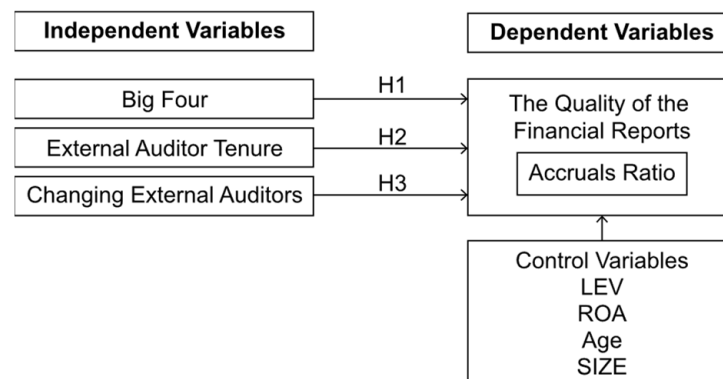 Independent Variables
Dependent Variables
Big Four
H1
External Auditor Tenure
H2
Changing External Auditors
H3
The Quality of the
Financial Reports
Accruals Ratio
Control Variables
LEV
ROA
Age
SIZE